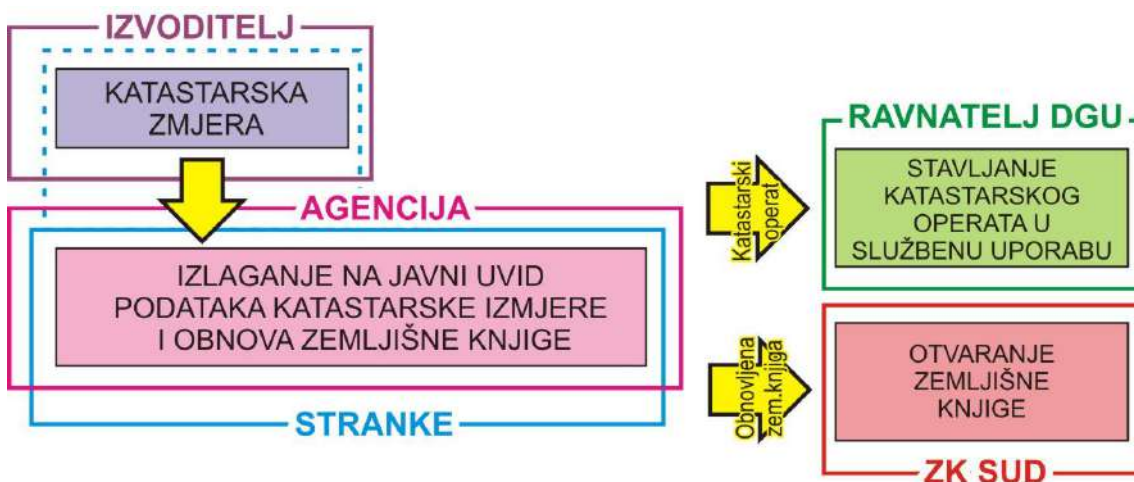 IZVODITELJ
KATASTARSKA
ZMJERA
AGENCIJA
IZLAGANJE NA JAVNI UVID
PODATAKA KATASTARSKE IZMJERE
I OBNOVA ZEMLJIŠNE KNJIGE
STRANKE
Katastarski
operat
Obnovljena
zem.knjiga
RAVNATELJ DGU
STAVLJANJE
KATASTARSKOG
OPERATA U
SLUŽBENU UPORABU
OTVARANJE
ZEMLJIŠNE
KNJIGE
ZK SUD